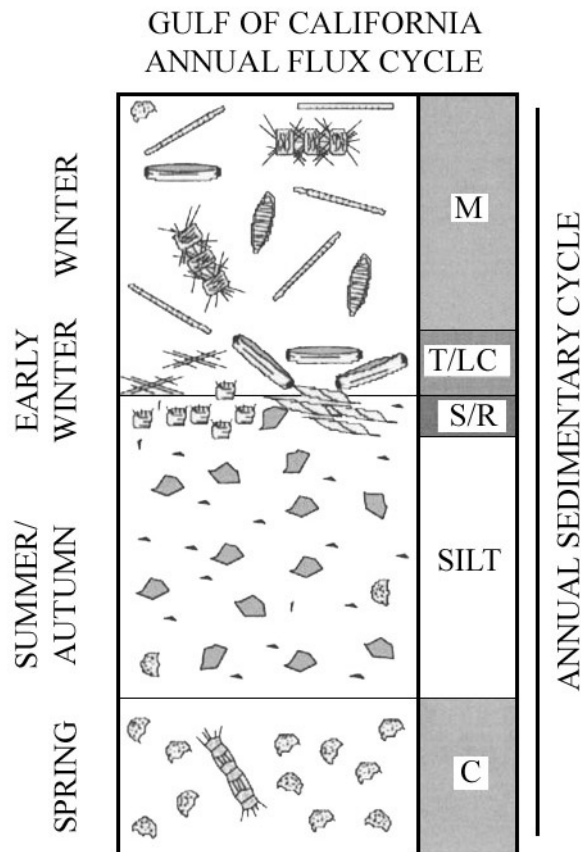 GULF OF CALIFORNIA
ANNUAL FLUX CYCLE
WINTER
M
EARLY
WINTER
T/LC
S/R
SUMMER/
AUTUMN
SILT
SPRING
C
ANNUAL SEDIMENTARY CYCLE